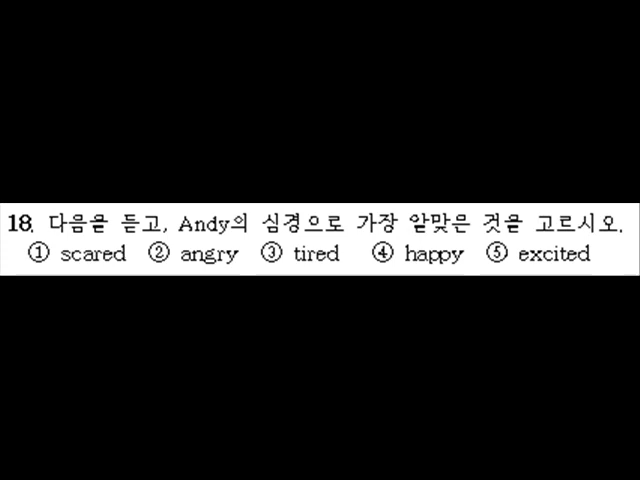 18. 다음을 듣고, Andy의 심경으로 가장 알맞은 것을 고르시오.
① scared ② angry ③ tired ④ happy ⑤ excited